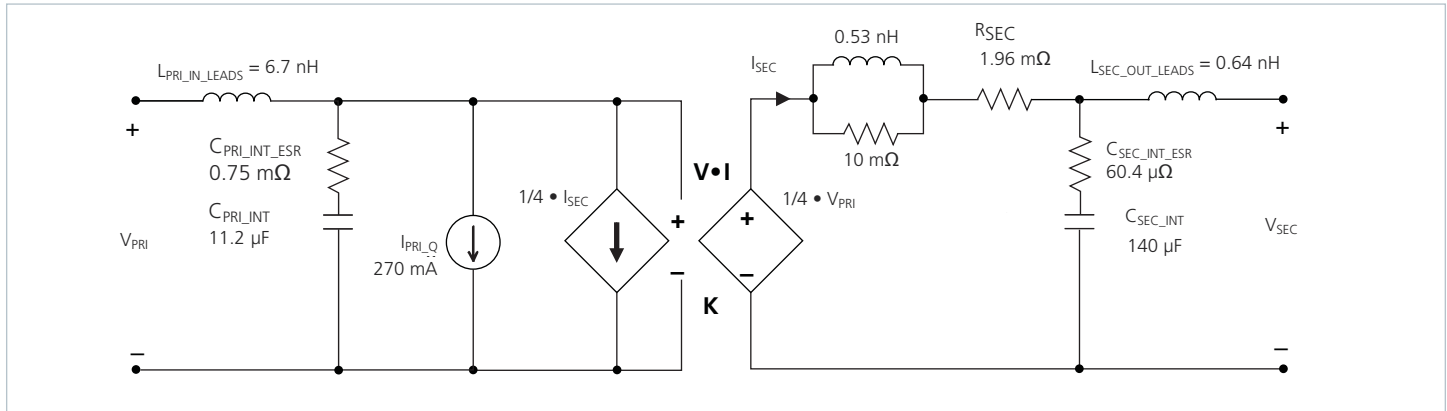 L_PRI_IN_LEADS = 6.7 nH
+
C_PRI_INT_ESR
0.75 mΩ
C_PRI_INT
11.2 µF
V_PRI
–
I_PRI_Q
270 mA
1/4 • I_SEC
V•I
+
–
K
+
–
1/4 • V_PRI
I_SEC
0.53 nH
10 mΩ
R_SEC
1.96 mΩ
L_SEC_OUT_LEADS = 0.64 nH
+
C_SEC_INT_ESR
60.4 µΩ
C_SEC_INT
140 µF
V_SEC
–